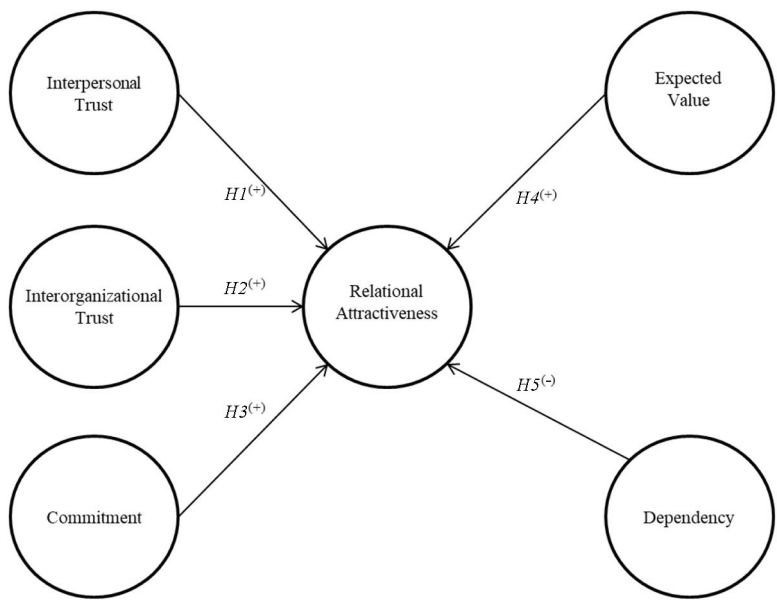 Interpersonal
Trust
Expected
Value
H1(+)
H4(+)
Interorganizational
Trust
H2(+)
Relational
Attractiveness
H3(+)
H5(-)
Commitment
Dependency